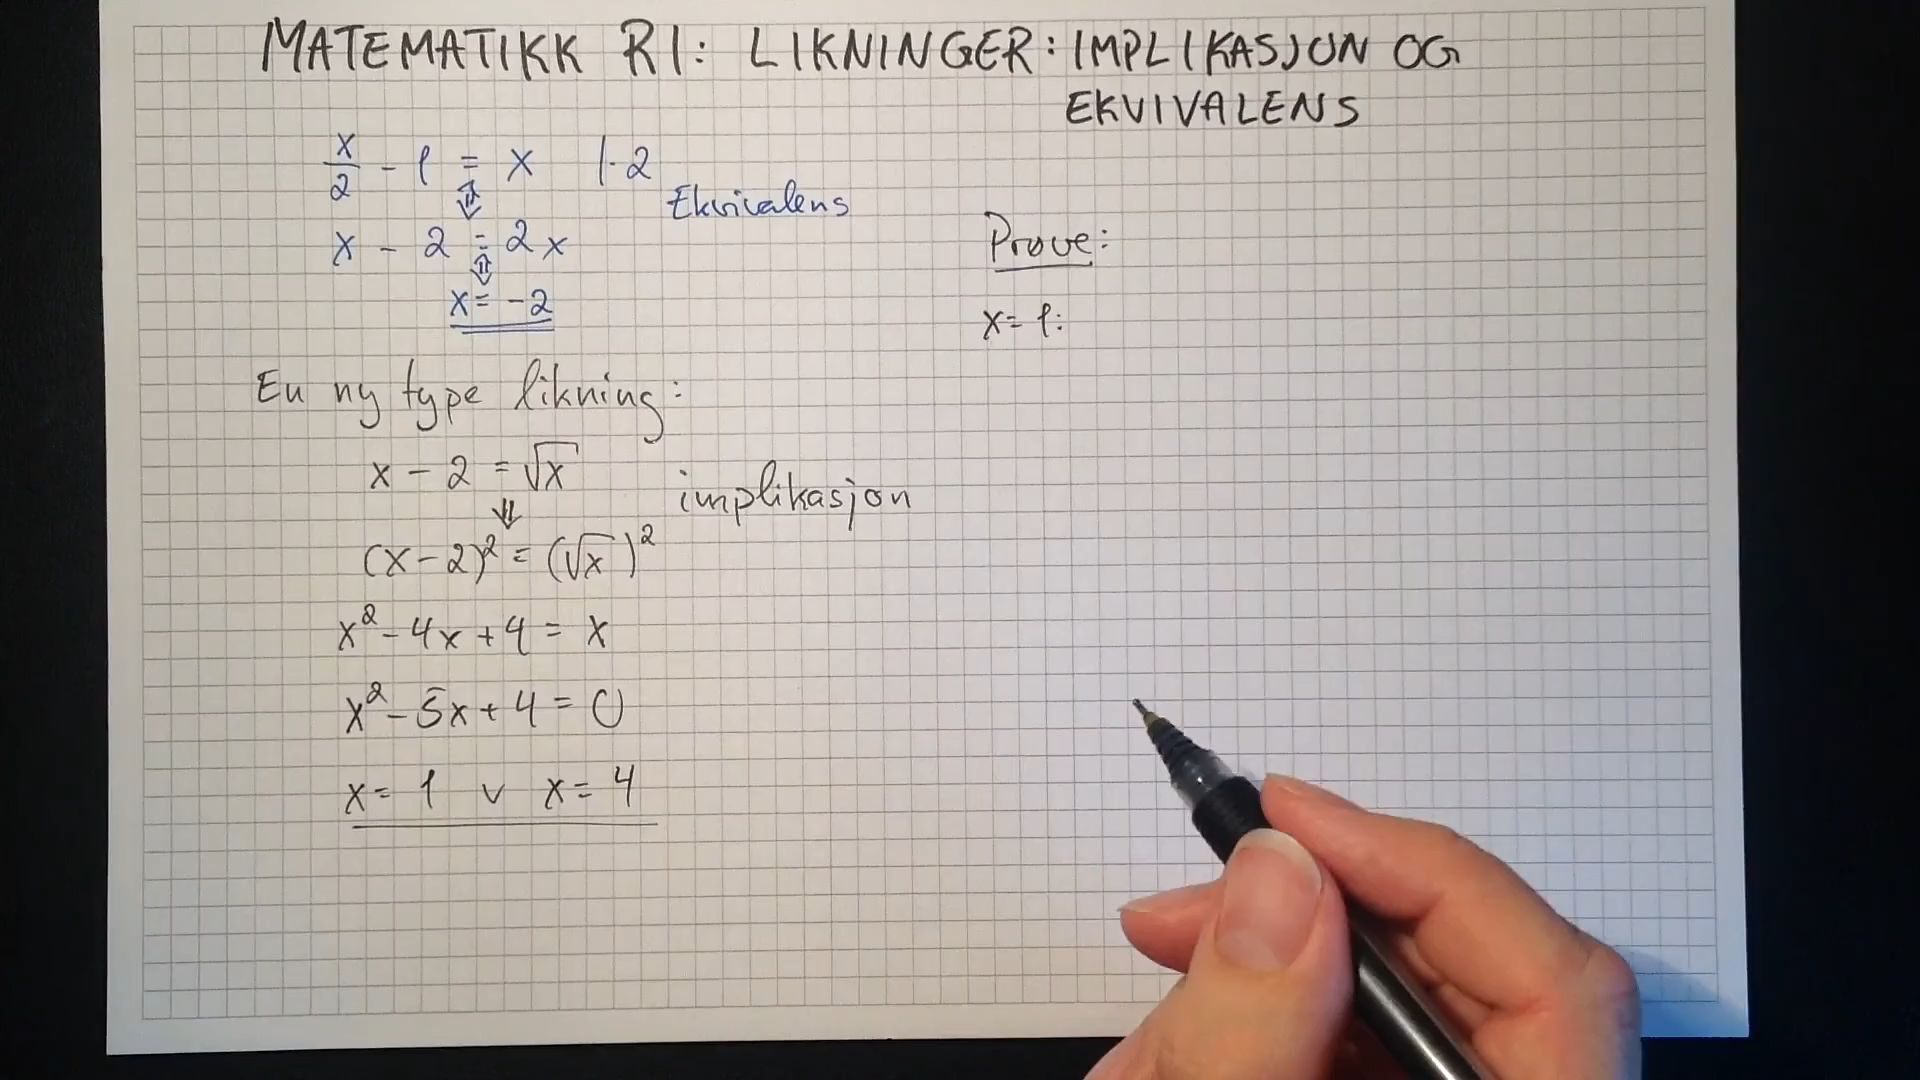 MATEMATIKK R1: LIKNINGER: IMPLIKASJON OG
EKVIVALENS
x/2 - 1 = x |·2
⇕ Ekvivalens
x - 2 = 2x
⇕
x = -2
En ny type likning:
x - 2 = √x
⇓ implikasjon
(x-2)² = (√x)²
x² - 4x + 4 = x
x² - 5x + 4 = 0
x = 1 ∨ x = 4
Prøve:
x = 1: